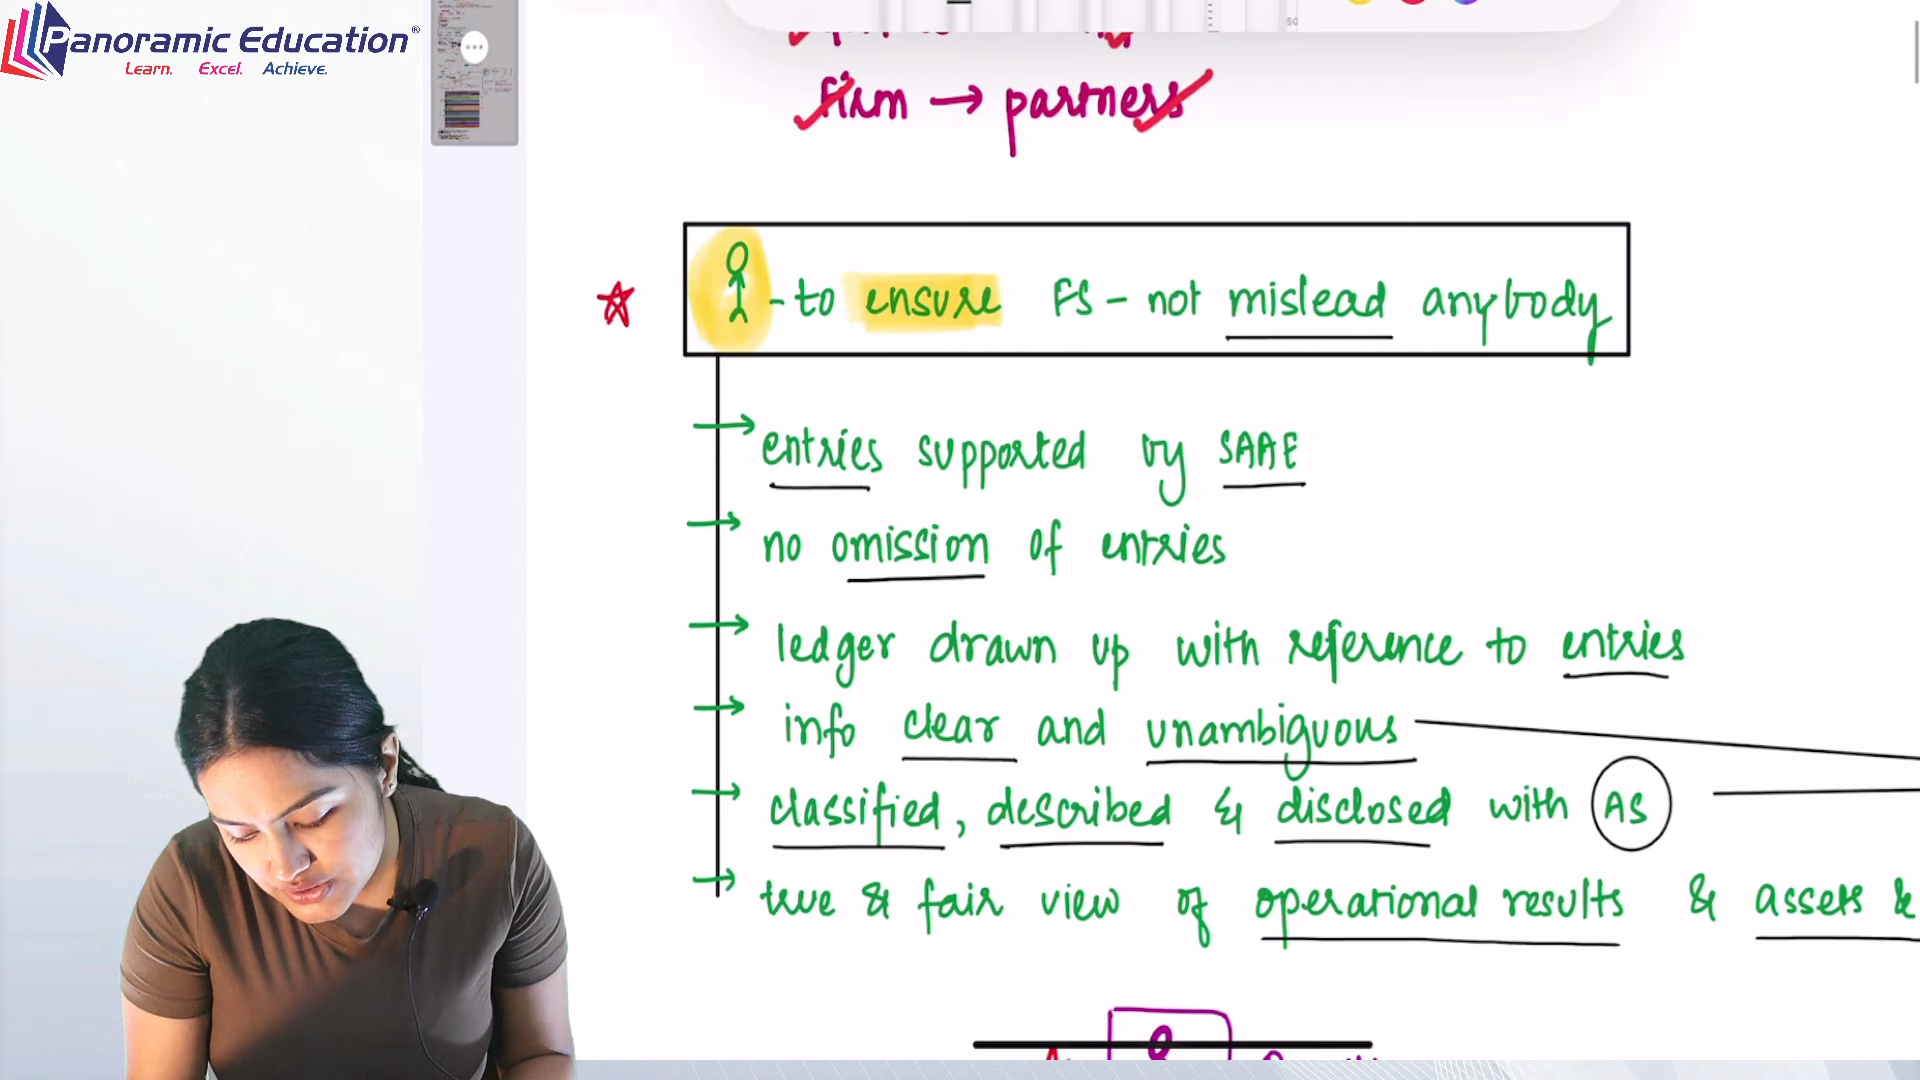 Panoramic Education®
Learn. Excel. Achieve.
50
firm → partners
- to ensure FS - not mislead anybody
→ entries supported by SAAE
→ no omission of entries
→ ledger drawn up with reference to entries
→ info clear and unambiguous
→ classified, described & disclosed with AS
→ true & fair view of operational results & assets &